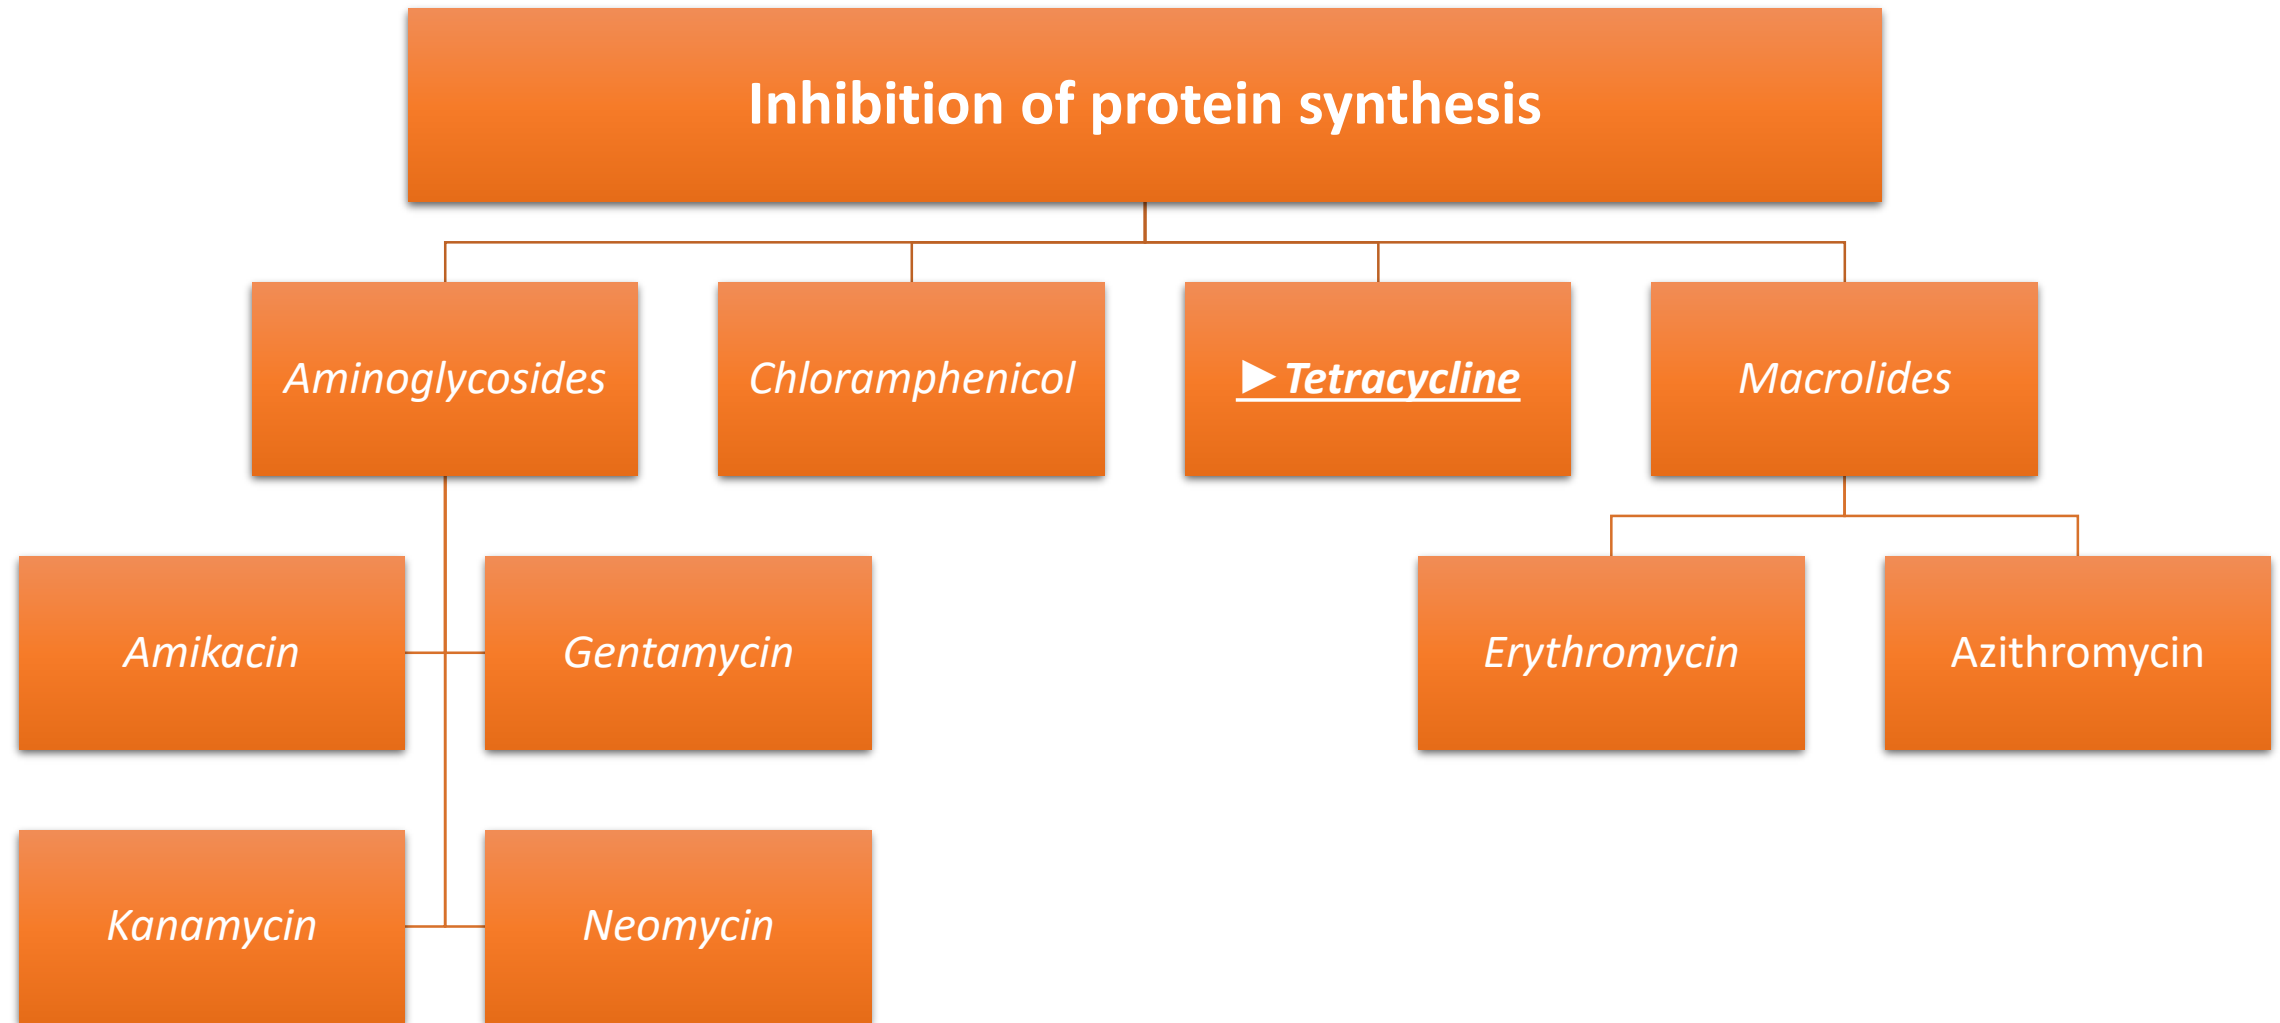 Inhibition of protein synthesis
Aminoglycosides
Chloramphenicol
►Tetracycline
Macrolides
Amikacin
Gentamycin
Erythromycin
Azithromycin
Kanamycin
Neomycin